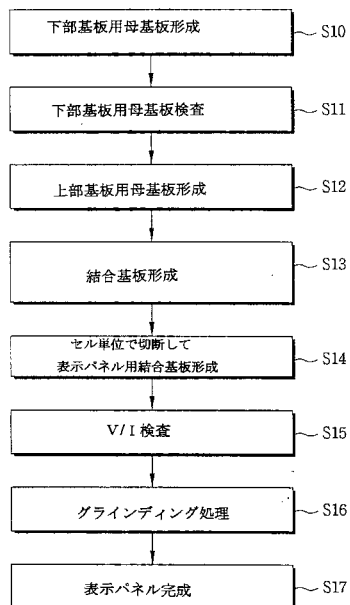 下部基板用母基板形成
S10
下部基板用母基板検査
S11
上部基板用母基板形成
S12
結合基板形成
S13
セル単位で切断して
表示パネル用結合基板形成
S14
V/I検査
S15
グラインディング処理
S16
表示パネル完成
S17